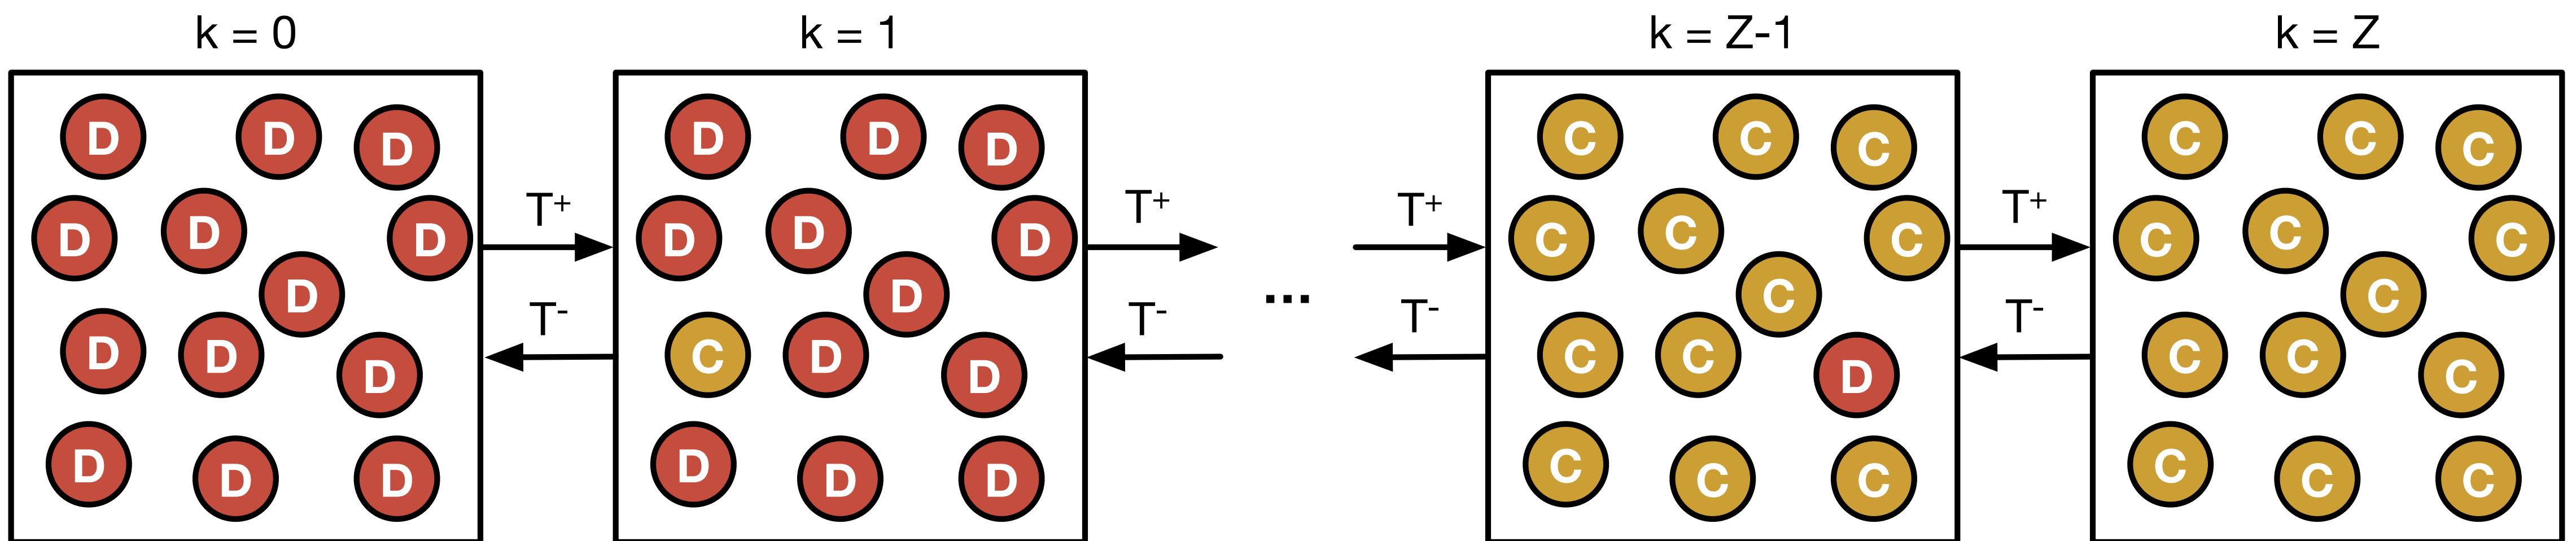 k = 0
D D D
D D D
D
D D D
D D D
T+
T-
k = 1
D D D
D D D
D
C D D
D D D
T+
T-
...
T+
T-
k = Z-1
C C C
C C C
C
C C D
C C C
T+
T-
k = Z
C C C
C C C
C
C C C
C C C